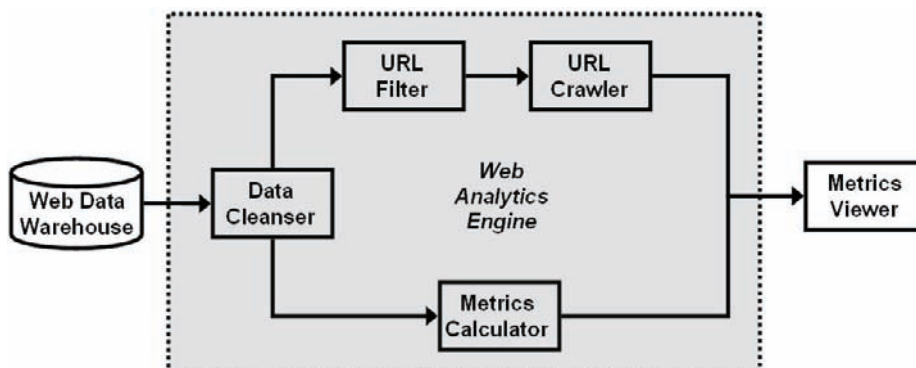 URL
Filter
URL
Crawler
Web Data
Warehouse
Data
Cleanser
Web
Analytics
Engine
Metrics
Viewer
Metrics
Calculator